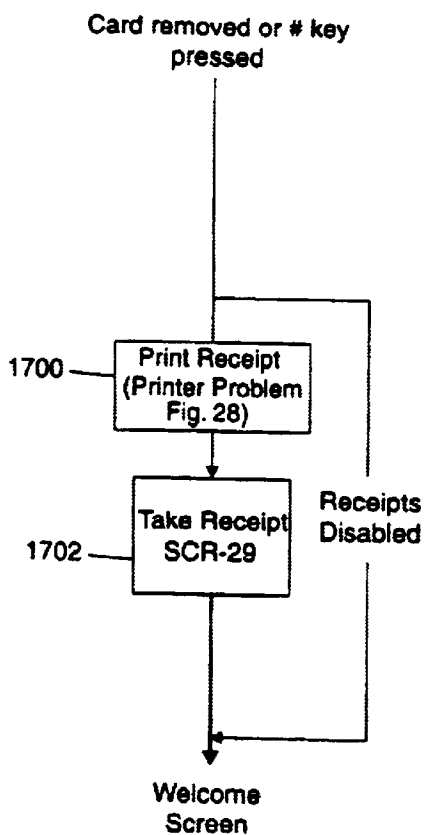 Card removed or # key
pressed
1700
Print Receipt
(Printer Problem
Fig. 28)
1702
Take Receipt
SCR-29
Receipts
Disabled
Welcome
Screen